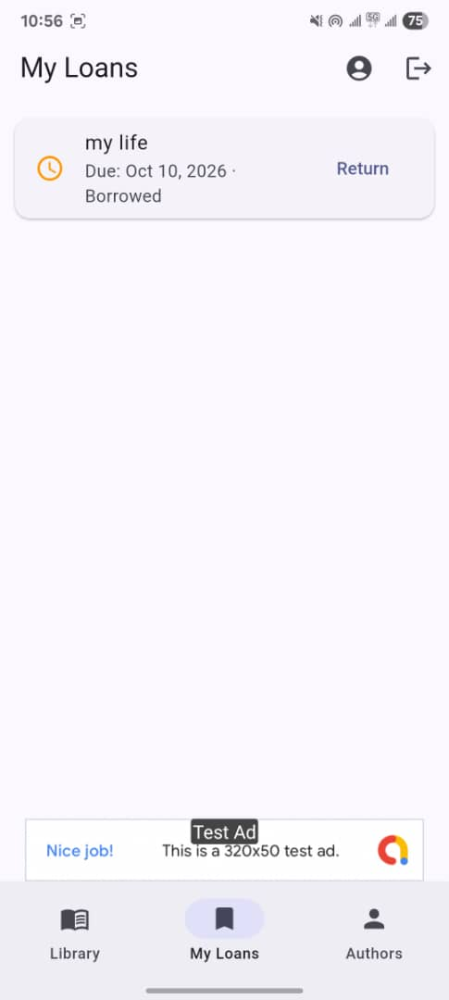 10:56
5G
75
My Loans
my life
Due: Oct 10, 2026 ·
Borrowed
Return
Test Ad
Nice job!
This is a 320x50 test ad.
Library
My Loans
Authors